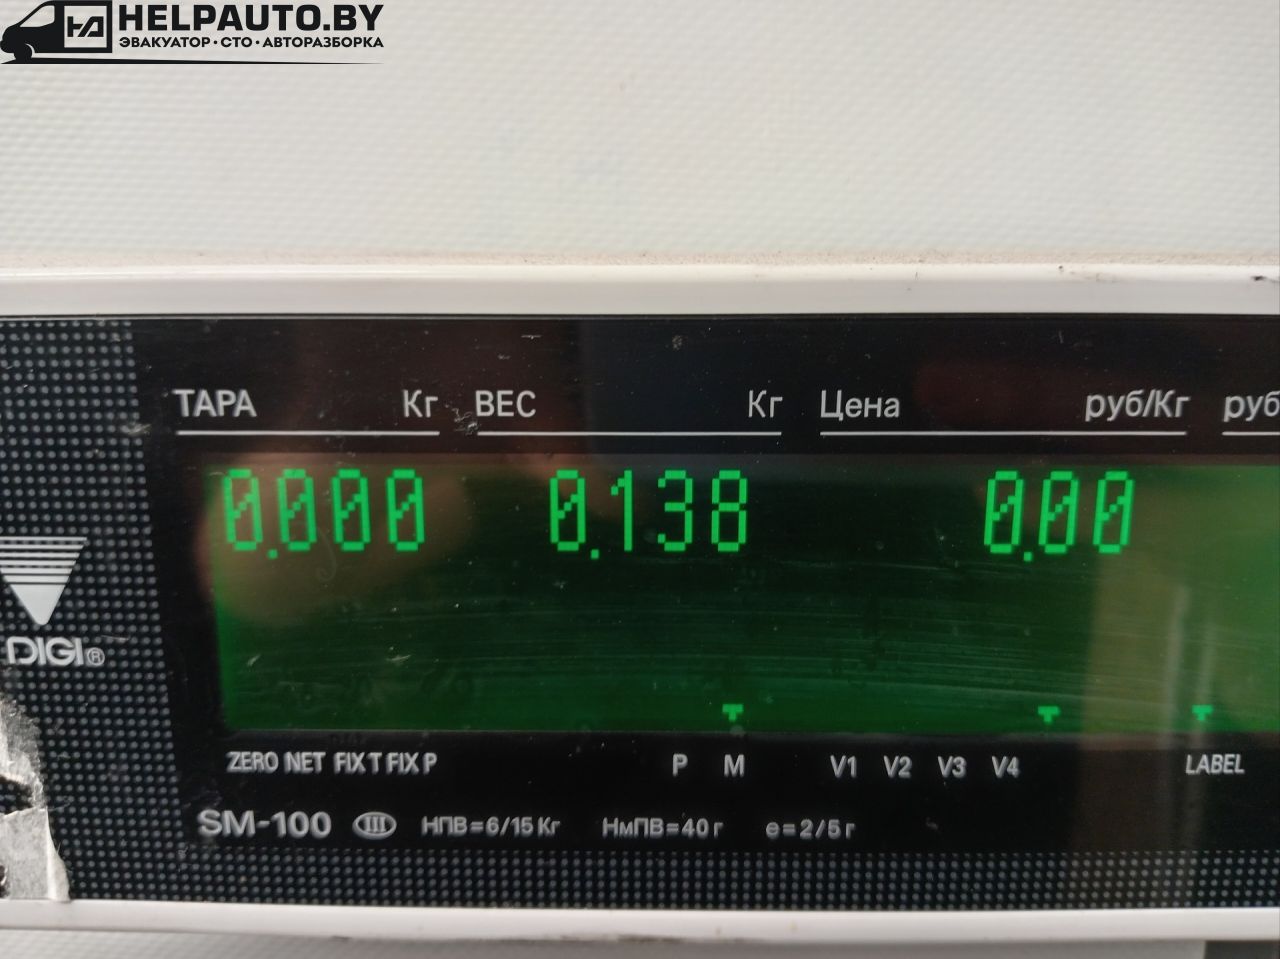 HELPAUTO.BY
ЭВАКУАТОР·СТО·АВТОРАЗБОРКА
ТАРА Кг ВЕС Кг Цена руб/Кг руб
0.000 0.138 0.00
DIGI®
ZERO NET FIX T FIX P P M V1 V2 V3 V4 LABEL
SM-100 III НПВ=6/15 Кг НмПВ=40 г e=2/5 г